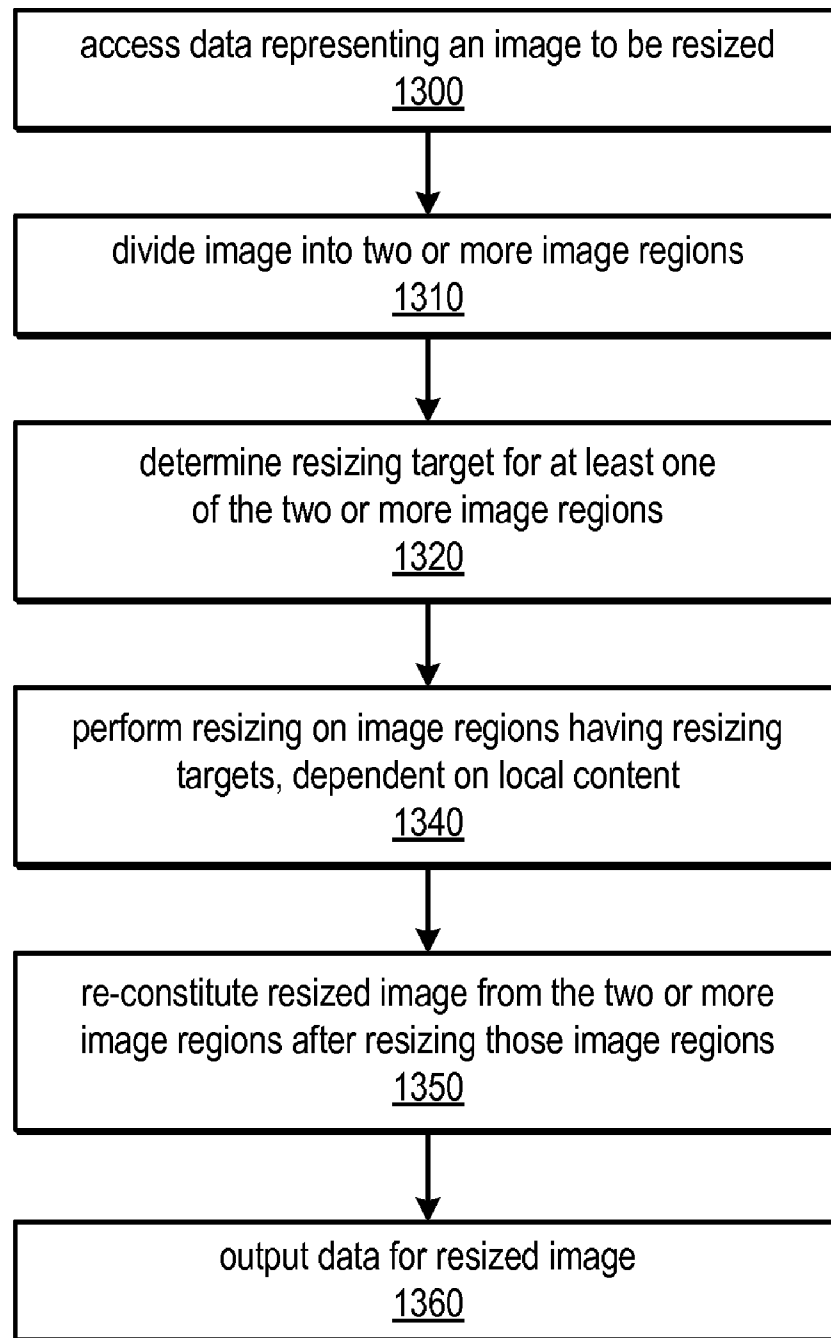 access data representing an image to be resized
1300
divide image into two or more image regions
1310
determine resizing target for at least one
of the two or more image regions
1320
perform resizing on image regions having resizing
targets, dependent on local content
1340
re-constitute resized image from the two or more
image regions after resizing those image regions
1350
output data for resized image
1360